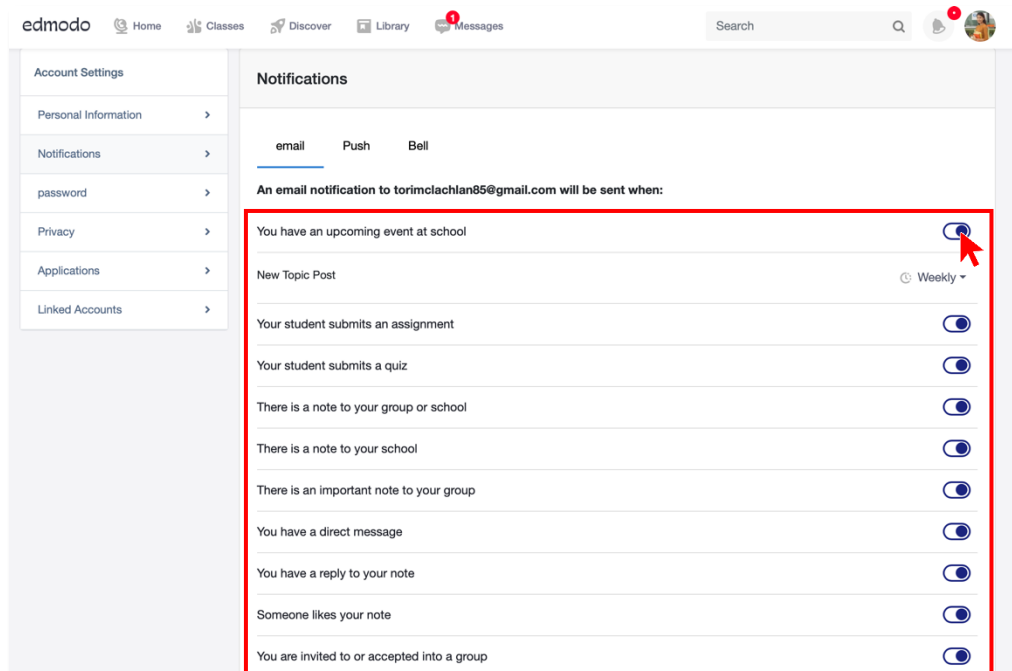 edmodo
Home
Classes
Discover
Library
1
Messages
Search
Account Settings
Personal Information
Notifications
password
Privacy
Applications
Linked Accounts
Notifications
email Push Bell
An email notification to torimclachlan85@gmail.com will be sent when:
You have an upcoming event at school
New Topic Post
Weekly
Your student submits an assignment
Your student submits a quiz
There is a note to your group or school
There is a note to your school
There is an important note to your group
You have a direct message
You have a reply to your note
Someone likes your note
You are invited to or accepted into a group